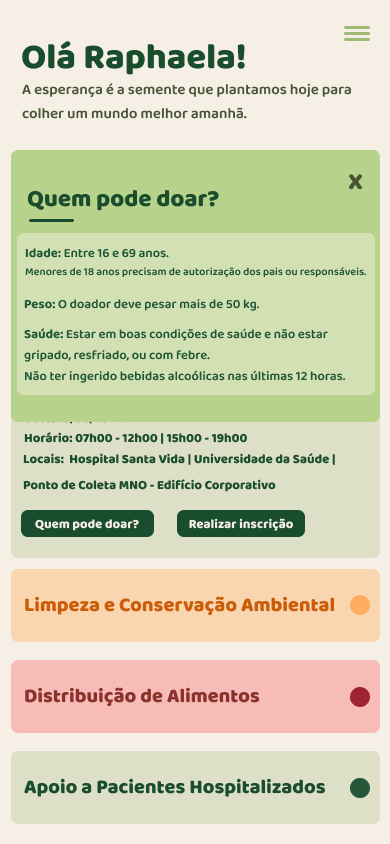 Olá Raphaela!
A esperança é a semente que plantamos hoje para
colher um mundo melhor amanhã.
x
Quem pode doar?
Idade: Entre 16 e 69 anos.
Menores de 18 anos precisam de autorização dos pais ou responsáveis.
Peso: O doador deve pesar mais de 50 kg.
Saúde: Estar em boas condições de saúde e não estar
gripado, resfriado, ou com febre.
Não ter ingerido bebidas alcoólicas nas últimas 12 horas.
Horário: 07h00 - 12h00 | 15h00 - 19h00
Locais: Hospital Santa Vida | Universidade da Saúde |
Ponto de Coleta MNO - Edifício Corporativo
Quem pode doar?
Realizar inscrição
Limpeza e Conservação Ambiental
Distribuição de Alimentos
Apoio a Pacientes Hospitalizados